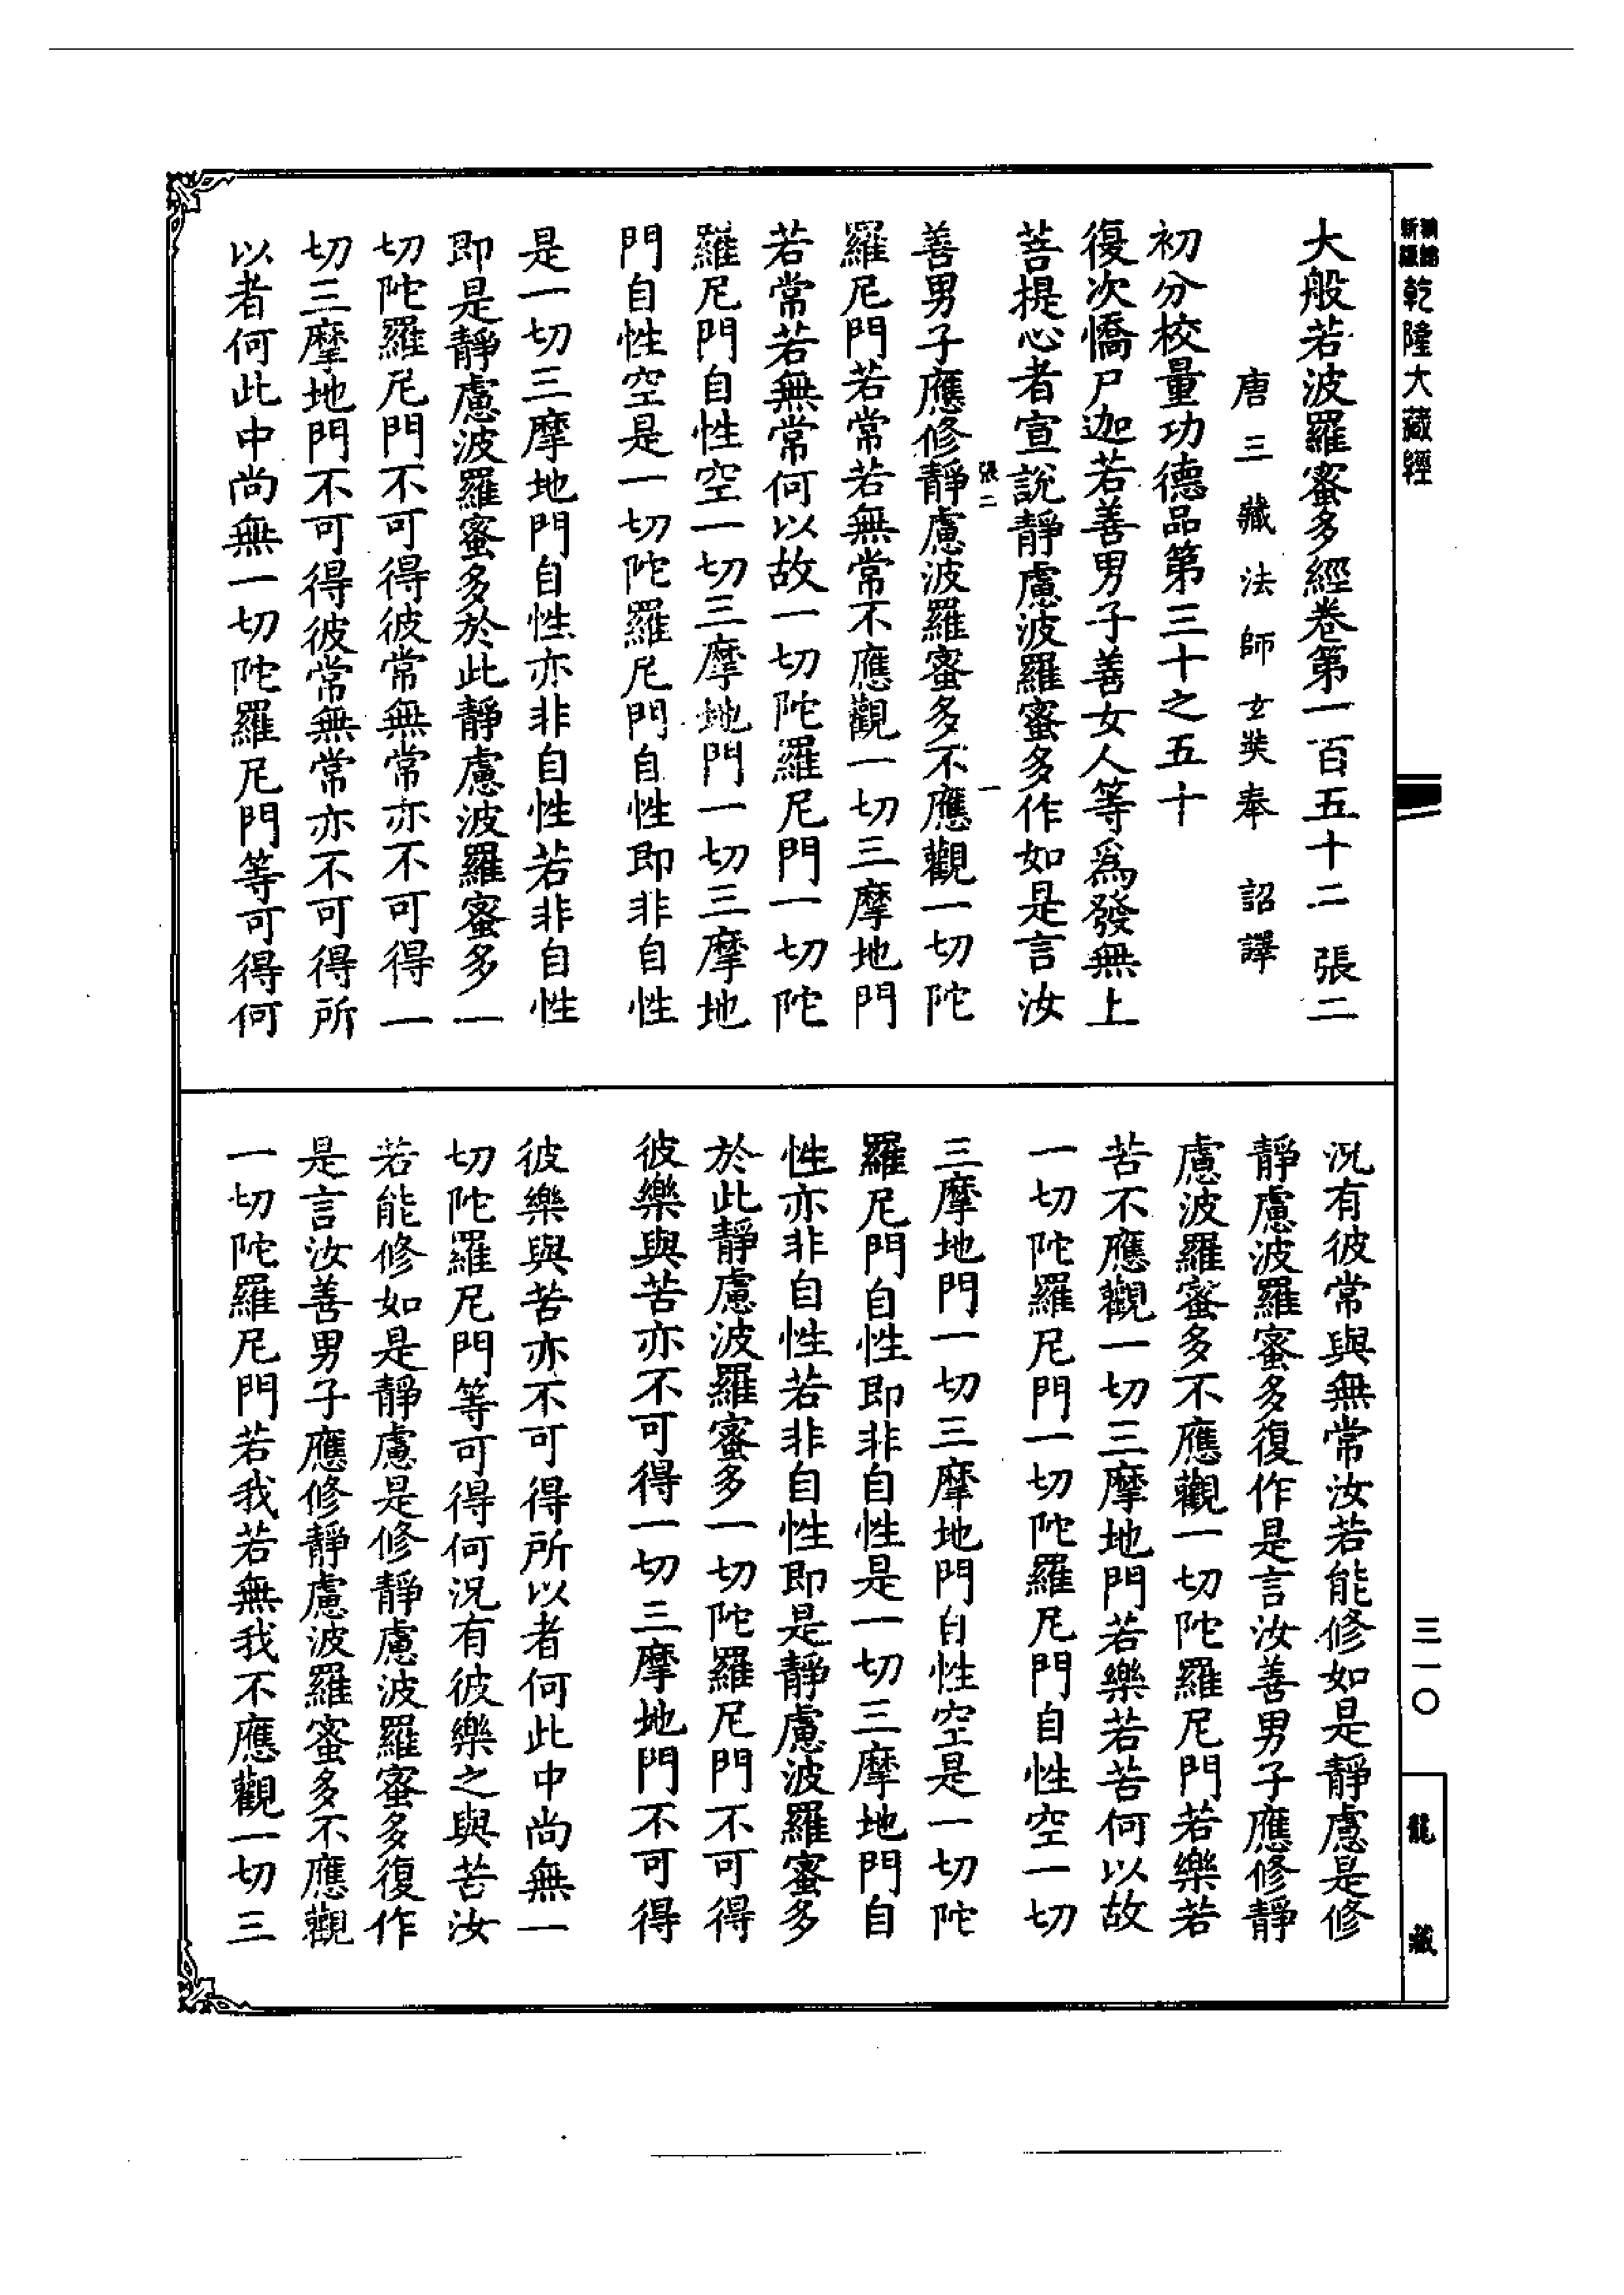 乾隆大藏經
大般若波羅蜜多經卷第一百五十二 張二
唐三藏法師玄奘奉 詔譯
初分校量功德品第三十之五十
復次憍尸迦若善男子善女人等爲發無上
菩提心者宣說靜慮波羅蜜多作如是言汝
張二 一
善男子應修靜慮波羅蜜多不應觀一切陀
羅尼門若常若無常不應觀一切三摩地門
若常若無常何以故一切陀羅尼門一切陀
羅尼門自性空一切三摩地門一切三摩地
門自性空是一切陀羅尼門自性即非自性
是一切三摩地門自性亦非自性若非自性
即是靜慮波羅蜜多於此靜慮波羅蜜多一
切陀羅尼門不可得彼常無常亦不可得一
切三摩地門不可得彼常無常亦不可得所
以者何此中尚無一切陀羅尼門等可得何
況有彼常與無常汝若能修如是靜慮是修
靜慮波羅蜜多復作是言汝善男子應修靜
慮波羅蜜多不應觀一切陀羅尼門若樂若
苦不應觀一切三摩地門若樂若苦何以故
一切陀羅尼門一切陀羅尼門自性空一切
三摩地門一切三摩地門自性空是一切陀
羅尼門自性即非自性是一切三摩地門自
性亦非自性若非自性即是靜慮波羅蜜多
於此靜慮波羅蜜多一切陀羅尼門不可得
彼樂與苦亦不可得一切三摩地門不可得
彼樂與苦亦不可得所以者何此中尚無一
切陀羅尼門等可得何況有彼樂之與苦汝
若能修如是靜慮是修靜慮波羅蜜多復作
是言汝善男子應修靜慮波羅蜜多不應觀
一切陀羅尼門若我若無我不應觀一切三
三一〇
龍藏